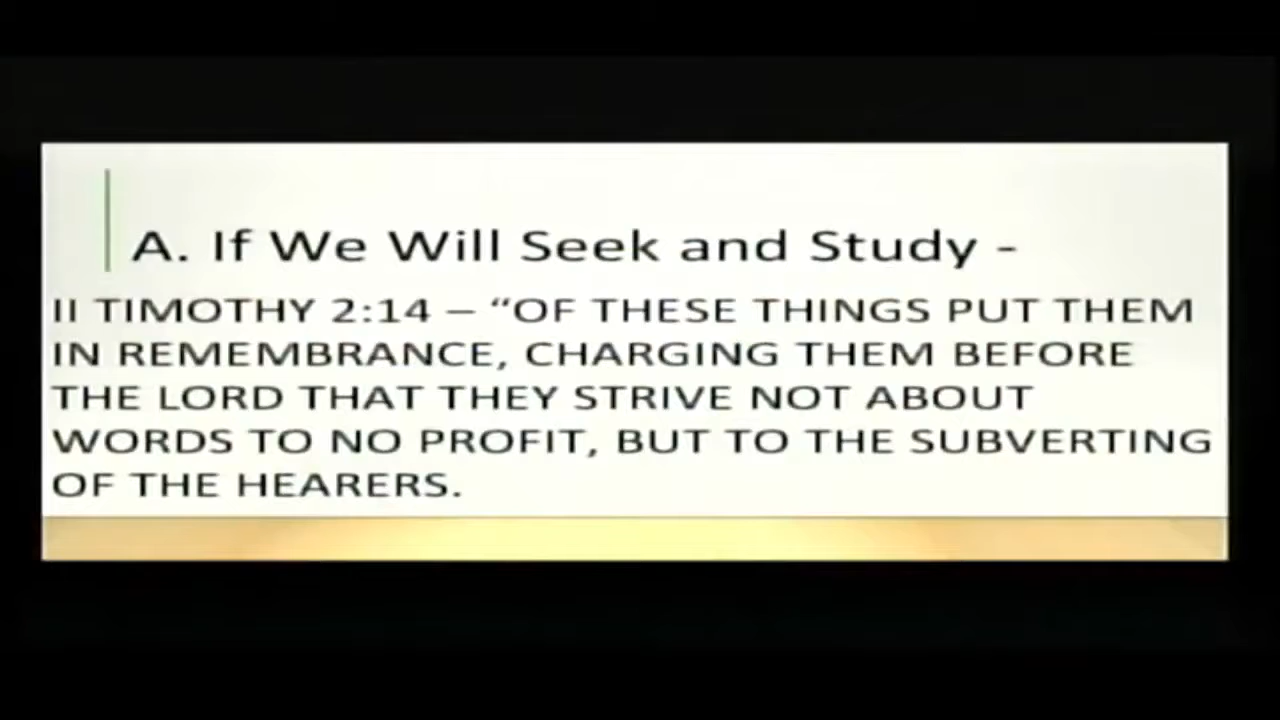 A. If We Will Seek and Study -
II TIMOTHY 2:14 – “OF THESE THINGS PUT THEM
IN REMEMBRANCE, CHARGING THEM BEFORE
THE LORD THAT THEY STRIVE NOT ABOUT
WORDS TO NO PROFIT, BUT TO THE SUBVERTING
OF THE HEARERS.